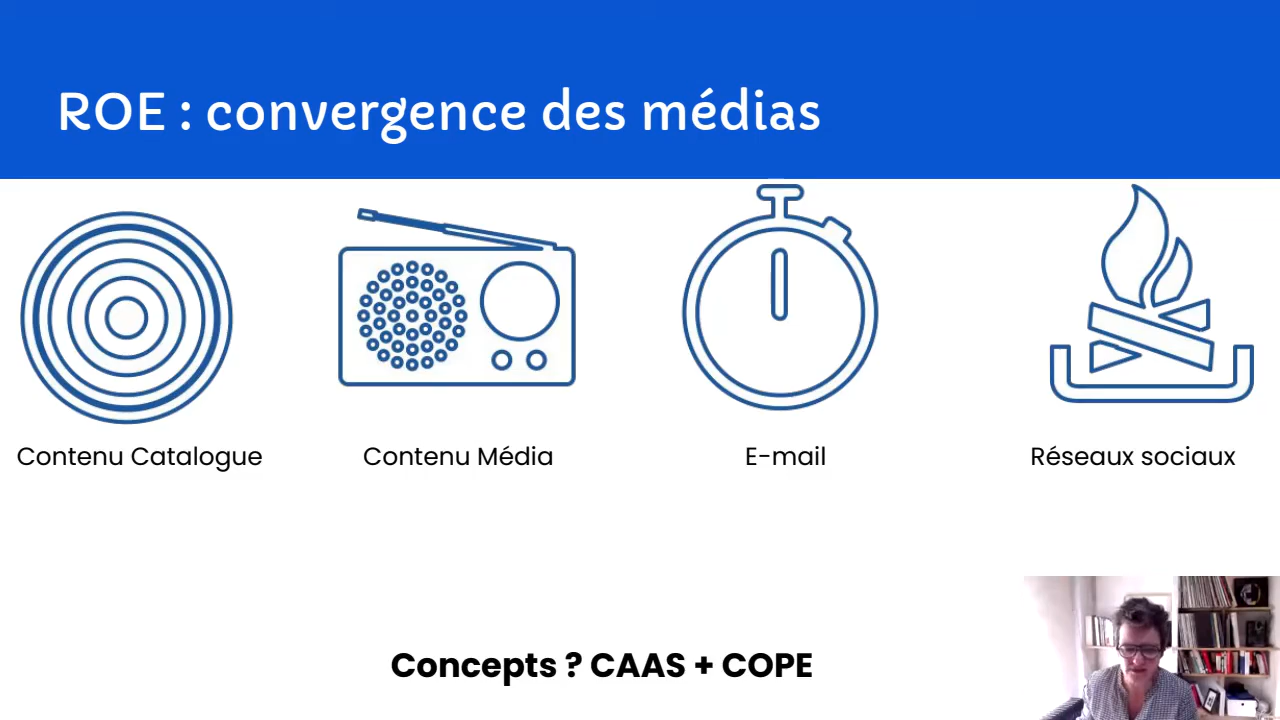 ROE : convergence des médias
Contenu Catalogue
Contenu Média
E-mail
Réseaux sociaux
Concepts ? CAAS + COPE